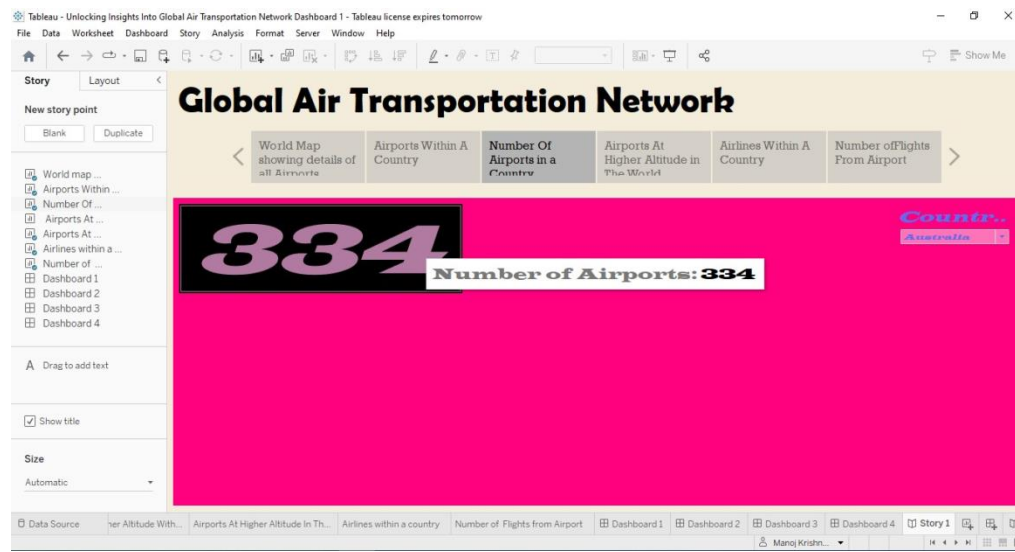 Tableau - Unlocking Insights Into Global Air Transportation Network Dashboard 1 - Tableau license expires tomorrow
File Data Worksheet Dashboard Story Analysis Format Server Window Help
Show Me
Story Layout
New story point
Blank Duplicate
World map ...
Airports Within ...
Number Of ...
Airports At ...
Airports At ...
Airlines within a ...
Number of ...
Dashboard 1
Dashboard 2
Dashboard 3
Dashboard 4
A Drag to add text
Show title
Size
Automatic
Global Air Transportation Network
World Map
showing details of
all Airports
Airports Within A
Country
Number Of
Airports in a
Country
Airports At
Higher Altitude in
The World
Airlines Within A
Country
Number ofFlights
From Airport
334
Number of Airports: 334
Countr..
Australia
Data Source her Altitude With... Airports At Higher Altitude In Th... Airlines within a country Number of Flights from Airport Dashboard 1 Dashboard 2 Dashboard 3 Dashboard 4 Story 1
Manoj Krishn...